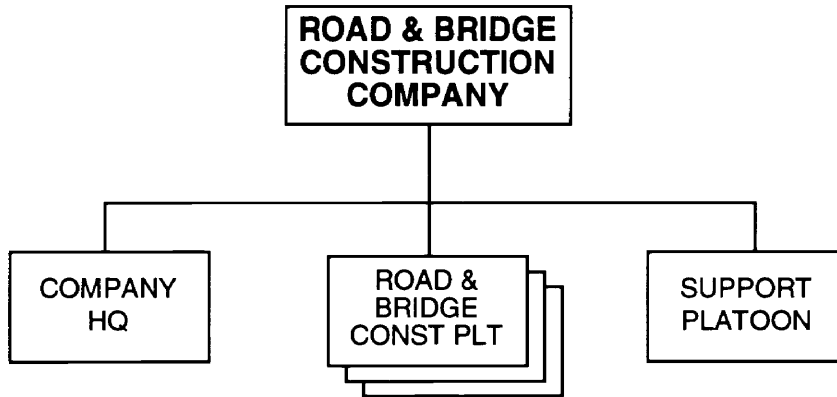 ROAD & BRIDGE
CONSTRUCTION
COMPANY
COMPANY
HQ
ROAD &
BRIDGE
CONST PLT
SUPPORT
PLATOON